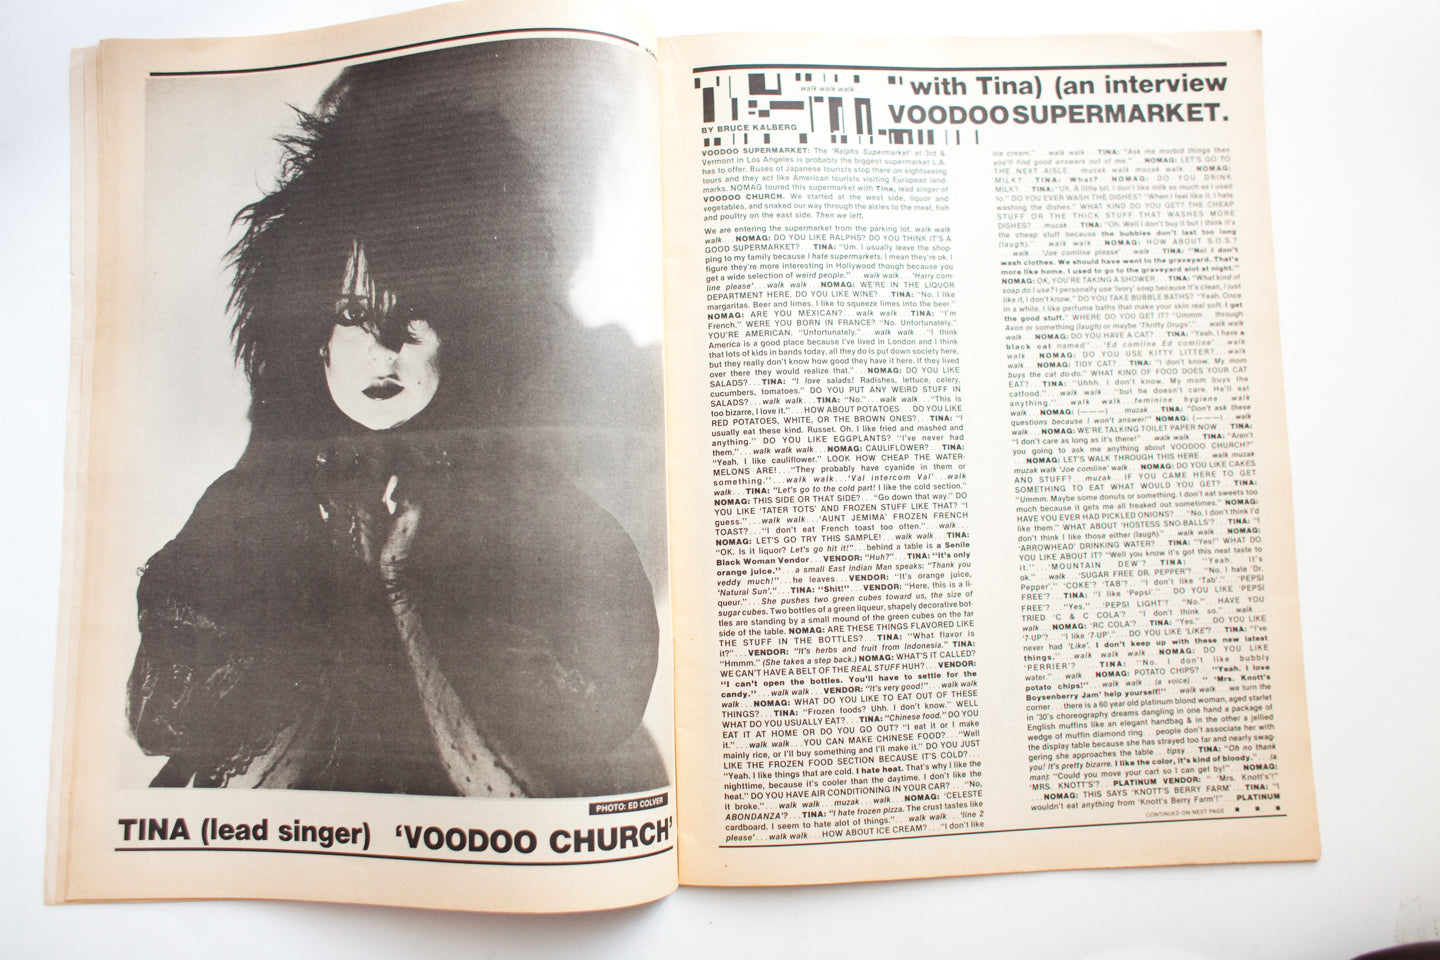 PHOTO: ED COLVER
TINA (lead singer) 'VOODOO CHURCH'
walk walk walk...
" with Tina) (an interview
VOODOO SUPERMARKET.
BY BRUCE KALBERG
VOODOO SUPERMARKET: The 'Ralphs Supermarket' at 3rd &
Vermont in Los Angeles is probably the biggest supermarket L.A.
has to offer. Buses of Japanese tourists stop there on sightseeing
tours and they act like American tourists visiting European land-
marks. NOMAG toured this supermarket with Tina, lead singer of
VOODOO CHURCH. We started at the west side, liquor and
vegetables, and snaked our way through the aisles to the meat, fish
and poultry on the east side. Then we left.
We are entering the supermarket from the parking lot. walk walk
walk... NOMAG: DO YOU LIKE RALPHS? DO YOU THINK IT'S A
GOOD SUPERMARKET?... TINA: "Um. I usually leave the shop-
ping to my family because I hate supermarkets. I mean they're ok. I
figure they're more interesting in Hollywood though because you
get a wide selection of weird people."...walk walk...'Harry com-
line please'...walk walk... NOMAG: WE'RE IN THE LIQUOR
DEPARTMENT HERE. DO YOU LIKE WINE?... TINA: "No. I like
margaritas. Beer and limes. I like to squeeze limes into the beer."
NOMAG: ARE YOU MEXICAN?...walk walk... TINA: "I'm
French." WERE YOU BORN IN FRANCE? "No. Unfortunately."
YOU'RE AMERICAN. "Unfortunately."...walk walk..."I think
America is a good place because I've lived in London and I think
that lots of kids in bands today, all they do is put down society here,
but they really don't know how good they have it here. If they lived
over there they would realize that."...NOMAG: DO YOU LIKE
SALADS?...TINA: "I love salads! Radishes, lettuce, celery,
cucumbers, tomatoes." DO YOU PUT ANY WEIRD STUFF IN
SALADS?...walk walk...TINA: "No."...walk walk..."This is
too bizarre, I love it."...HOW ABOUT POTATOES...DO YOU LIKE
RED POTATOES, WHITE, OR THE BROWN ONES?...TINA: "I
usually eat these kind. Russet. Oh. I like fried and mashed and
anything." DO YOU LIKE EGGPLANTS? "I've never had
them."...walk walk walk...NOMAG: CAULIFLOWER?...TINA:
"Yeah. I like cauliflower." LOOK HOW CHEAP THE WATER-
MELONS ARE!..."They probably have cyanide in them or
something."...walk walk...'Val intercom Val'...walk
walk...TINA: "Let's go to the cold part! I like the cold section."
NOMAG: THIS SIDE OR THAT SIDE?..."Go down that way." DO
YOU LIKE 'TATER TOTS' AND FROZEN STUFF LIKE THAT? "I
guess."...walk walk...'AUNT JEMIMA' FROZEN FRENCH
TOAST?..."I don't eat French toast too often."...walk...
NOMAG: LET'S GO TRY THIS SAMPLE!...walk walk...TINA:
"OK. Is it liquor? Let's go hit it!"...behind a table is a Senile
Black Woman Vendor...VENDOR: "Huh?"...TINA: "It's only
orange juice."...a small East Indian Man speaks: "Thank you
veddy much!"...he leaves...VENDOR: "It's orange juice,
'Natural Sun'."...TINA: "Shit!"...VENDOR: "Here, this is a li-
queur."...She pushes two green cubes toward us, the size of
sugar cubes. Two bottles of a green liqueur, shapely decorative bot-
tles are standing by a small mound of the green cubes on the far
side of the table. NOMAG: ARE THESE THINGS FLAVORED LIKE
THE STUFF IN THE BOTTLES?...TINA: "What flavor is
it?"...VENDOR: "It's herbs and fruit from Indonesia." TINA:
"Hmmm." (She takes a step back.) NOMAG: WHAT'S IT CALLED?
WE CAN'T HAVE A BELT OF THE REAL STUFF HUH?...VENDOR:
"I can't open the bottles. You'll have to settle for the
candy."...walk walk...VENDOR: "It's very good!"...walk walk
walk...NOMAG: WHAT DO YOU LIKE TO EAT OUT OF THESE
THINGS?...TINA: "Frozen foods? Uhh. I don't know." WELL
WHAT DO YOU USUALLY EAT?...TINA: "Chinese food." DO YOU
EAT IT AT HOME OR DO YOU GO OUT? "I eat it or I make
it."...walk walk...YOU CAN MAKE CHINESE FOOD?..."Well
mainly rice, or I'll buy something and I'll make it." DO YOU JUST
LIKE THE FROZEN FOOD SECTION BECAUSE IT'S COLD?...
"Yeah. I like things that are cold. I hate heat. That's why I like the
nighttime, because it's cooler than the daytime. I don't like the
heat." DO YOU HAVE AIR CONDITIONING IN YOUR CAR?..."No,
it broke."...walk walk...muzak...walk...NOMAG: 'CELESTE
ABONDANZA'?...TINA: "I hate frozen pizza. The crust tastes like
cardboard. I seem to hate alot of things."...walk walk...'line 2
please'...walk walk...HOW ABOUT ICE CREAM?..."I don't like
ice cream."...walk walk...TINA: "Ask me morbid things then
you'll find good answers out of me."...NOMAG: LET'S GO TO
THE NEXT AISLE...muzak walk muzak walk...NOMAG:
MILK?...TINA: What?...NOMAG: DO YOU DRINK
MILK?...TINA: "Uh. A little bit. I don't like milk as much as I used
to." DO YOU EVER WASH THE DISHES? "When I feel like it. I hate
washing the dishes." WHAT KIND DO YOU GET? THE CHEAP
STUFF OR THE THICK STUFF THAT WASHES MORE
DISHES?...muzak...TINA: "Oh. Well I don't buy it but I think it's
the cheap stuff because the bubbles don't last too long
(laugh)."...walk walk...NOMAG: HOW ABOUT S.O.S.?
...walk...'Joe comline please'...walk...TINA: "No! I don't
wash clothes. We should have went to the graveyard. That's
more like home. I used to go to the graveyard alot at night."
NOMAG: OK, YOU'RE TAKING A SHOWER...TINA: "What kind of
soap do I use? I personally use 'Ivory' soap because it's clean, I just
like it, I don't know." DO YOU TAKE BUBBLE BATHS? "Yeah. Once
in a while. I like perfume baths that make your skin real soft. I get
the good stuff." WHERE DO YOU GET IT? "Ummm...through
Avon or something (laugh) or maybe 'Thrifty Drugs'."...walk walk
walk...NOMAG: DO YOU HAVE A CAT?...TINA: "Yeah, I have a
black cat named"...'Ed comline Ed comline'...walk
walk...NOMAG: DO YOU USE KITTY LITTER?...walk
walk...NOMAG: TIDY CAT?...TINA: "I don't know. My mom
buys the cat do-do." WHAT KIND OF FOOD DOES YOUR CAT
EAT?...TINA: "Uhhh. I don't know. My mom buys the
catfood."...walk walk..."but he doesn't care. He'll eat
anything."...walk walk...feminine hygiene...walk
walk...NOMAG: (———)...muzak...TINA: "Don't ask these
questions because I won't answer!" NOMAG: (———)...walk
walk...NOMAG: WE'RE TALKING TOILET PAPER NOW...TINA:
"I don't care as long as it's there!"...walk walk...TINA: "Aren't
you going to ask me anything about VOODOO CHURCH?"
...NOMAG: LET'S WALK THROUGH THIS HERE...walk muzak
muzak walk 'Joe comline' walk...NOMAG: DO YOU LIKE CAKES
AND STUFF?...muzak...IF YOU CAME HERE TO GET
SOMETHING TO EAT WHAT WOULD YOU GET?...TINA:
"Ummm. Maybe some donuts or something. I don't eat sweets too
much because it gets me all freaked out sometimes." NOMAG:
HAVE YOU EVER HAD PICKLED ONIONS?..."No. I don't think I'd
like them." WHAT ABOUT 'HOSTESS SNO-BALLS'?...TINA: "I
don't think I like those either (laugh)."...walk walk...NOMAG:
'ARROWHEAD' DRINKING WATER?...TINA: "Yes!" WHAT DO
YOU LIKE ABOUT IT? "Well you know it's got this neat taste to
it."...'MOUNTAIN DEW'?...TINA: "Yeah. It's
ok."...walk...'SUGAR FREE DR. PEPPER'?..."No. I hate 'Dr.
Pepper'." 'COKE'? 'TAB'?..."I don't like 'Tab'."...'PEPSI
FREE'?...TINA: "I like 'Pepsi'."...DO YOU LIKE 'PEPSI
FREE'?..."Yes."...'PEPSI LIGHT'?..."No."...HAVE YOU
TRIED 'C & C COLA'?..."I don't think so."...walk...
walk...NOMAG: 'RC COLA'?...TINA: "Yes."...DO YOU LIKE
'7-UP'?..."I like '7-UP'."...DO YOU LIKE 'LIKE'?...TINA: "I've
never had 'Like'. I don't keep up with these new latest
things."...walk walk walk...NOMAG: DO YOU LIKE
'PERRIER'?...TINA: "No. I don't like bubbly
water."...walk...NOMAG: POTATO CHIPS?..."Yeah. I love
potato chips!"...walk walk...(a voice)..." 'Mrs. Knott's
Boysenberry Jam' help yourself!"...walk walk...we turn the
corner...there is a 60 year old platinum blond woman, aged starlet
in '30's choreography dreams dangling in one hand a package of
English muffins like an elegant handbag & in the other a jellied
wedge of muffin diamond ring...people don't associate her with
the display table because she has strayed too far and nearly swag-
gering she approaches the table...tipsy...TINA: "Oh no thank
you! It's pretty bizarre. I like the color, it's kind of bloody."...(a
man): "Could you move your cart so I can get by!"...NOMAG:
'MRS. KNOTT'S'?...PLATINUM VENDOR: " 'Mrs. Knott's'!"
...NOMAG: THIS SAYS 'KNOTT'S BERRY FARM'...TINA: "I
wouldn't eat anything from 'Knott's Berry Farm'!"...PLATINUM
CONTINUED ON NEXT PAGE